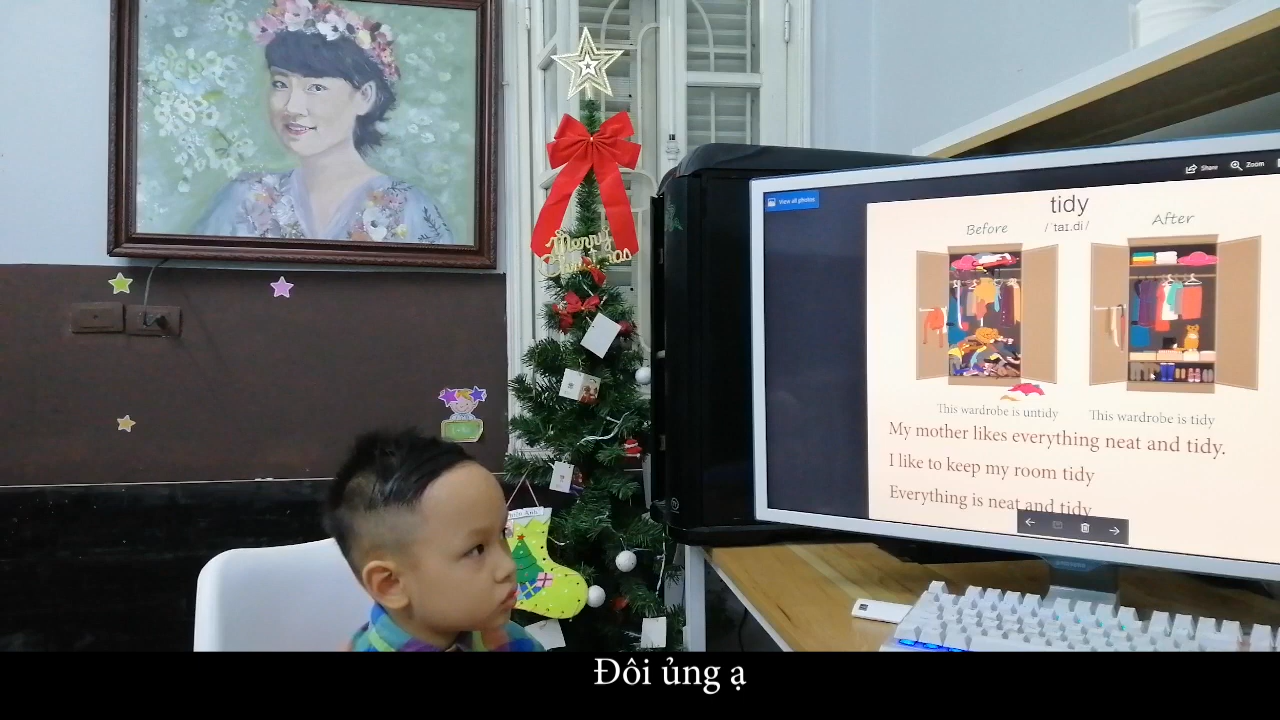 Merry
Christmas
View all photos
Share
Zoom
tidy
/ˈtaɪ.di/
Before
After
This wardrobe is untidy
This wardrobe is tidy
My mother likes everything neat and tidy.
I like to keep my room tidy
Everything is neat and tidy
SAMSUNG
Đôi ủng ạ